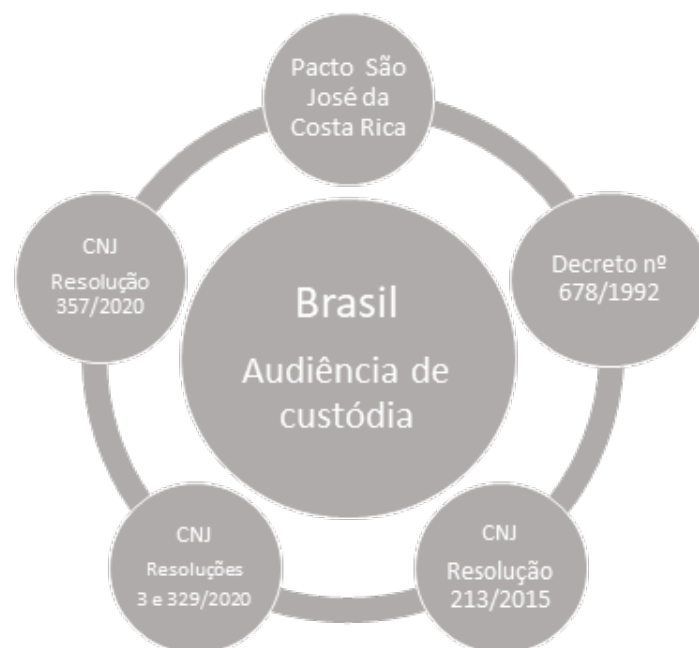 Pacto São
José da
Costa Rica
Decreto nº
678/1992
CNJ
Resolução
213/2015
CNJ
Resoluções
3 e 329/2020
CNJ
Resolução
357/2020
Brasil
Audiência de
custódia